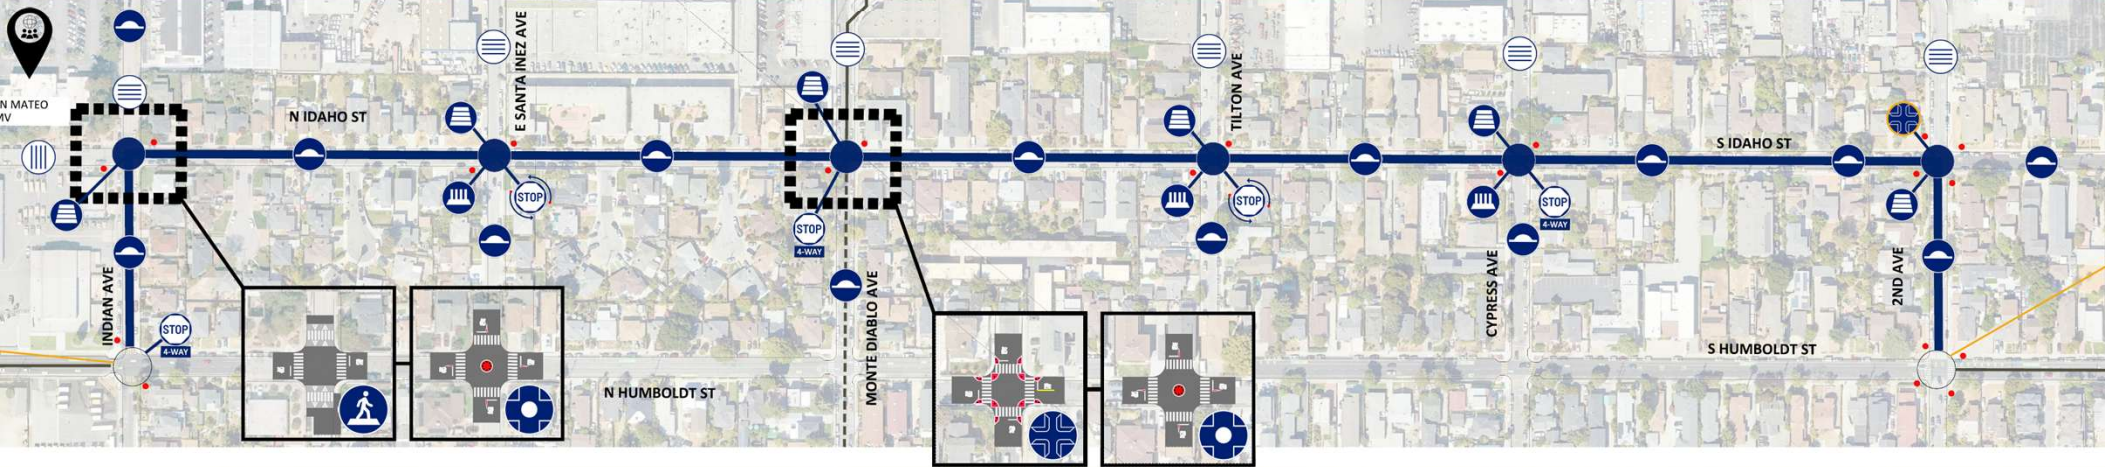 N MATEO
MV
N IDAHO ST
E SANTA INEZ AVE
TILTON AVE
S IDAHO ST
STOP
STOP
STOP
4-WAY
STOP
4-WAY
INDIAN AVE
MONTE DIABLO AVE
CYPRESS AVE
2ND AVE
STOP
4-WAY
S HUMBOLDT ST
N HUMBOLDT ST